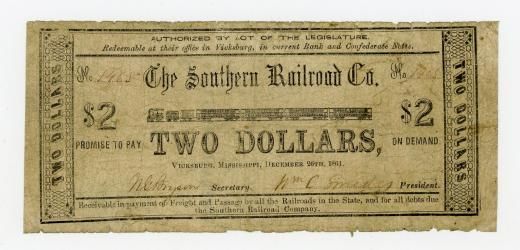 AUTHORIZED BY ACT OF THE LEGISLATURE.
Redeemable at their office in Vicksburg, in current Bank and Confederate Notes.
No. No.
The Southern Railroad Co.
$2 $2
PROMISE TO PAY TWO DOLLARS, ON DEMAND
VICKSBURG, MISSISSIPPI, DECEMBER 25TH, 1861.
Secretary. Wm C President.
Receivable in payment of Freight and Passage by all the Railroads in the State, and for all debts due
the Southern Railroad Company.
TWO DOLLARS
TWO DOLLARS